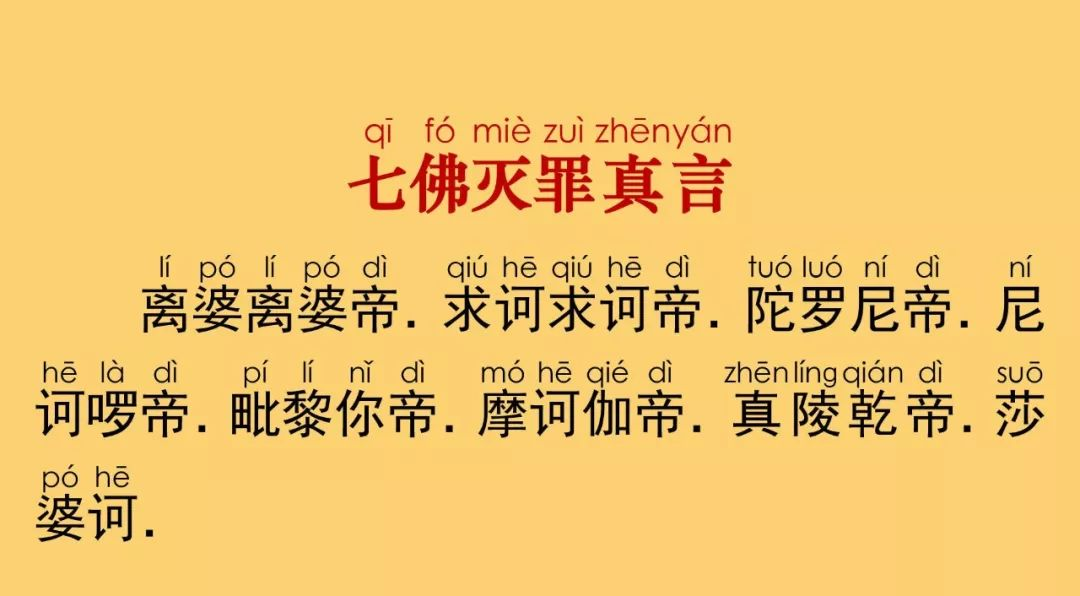 qī fó miè zuì zhēnyán
七佛灭罪真言
lí pó lí pó dì qiú hē qiú hē dì tuó luó ní dì ní
离婆离婆帝.求诃求诃帝.陀罗尼帝.尼
hē là dì pí lí nǐ dì mó hē qié dì zhēn líng qián dì suō
诃啰帝.毗黎你帝.摩诃伽帝.真陵乾帝.莎
pó hē
婆诃.